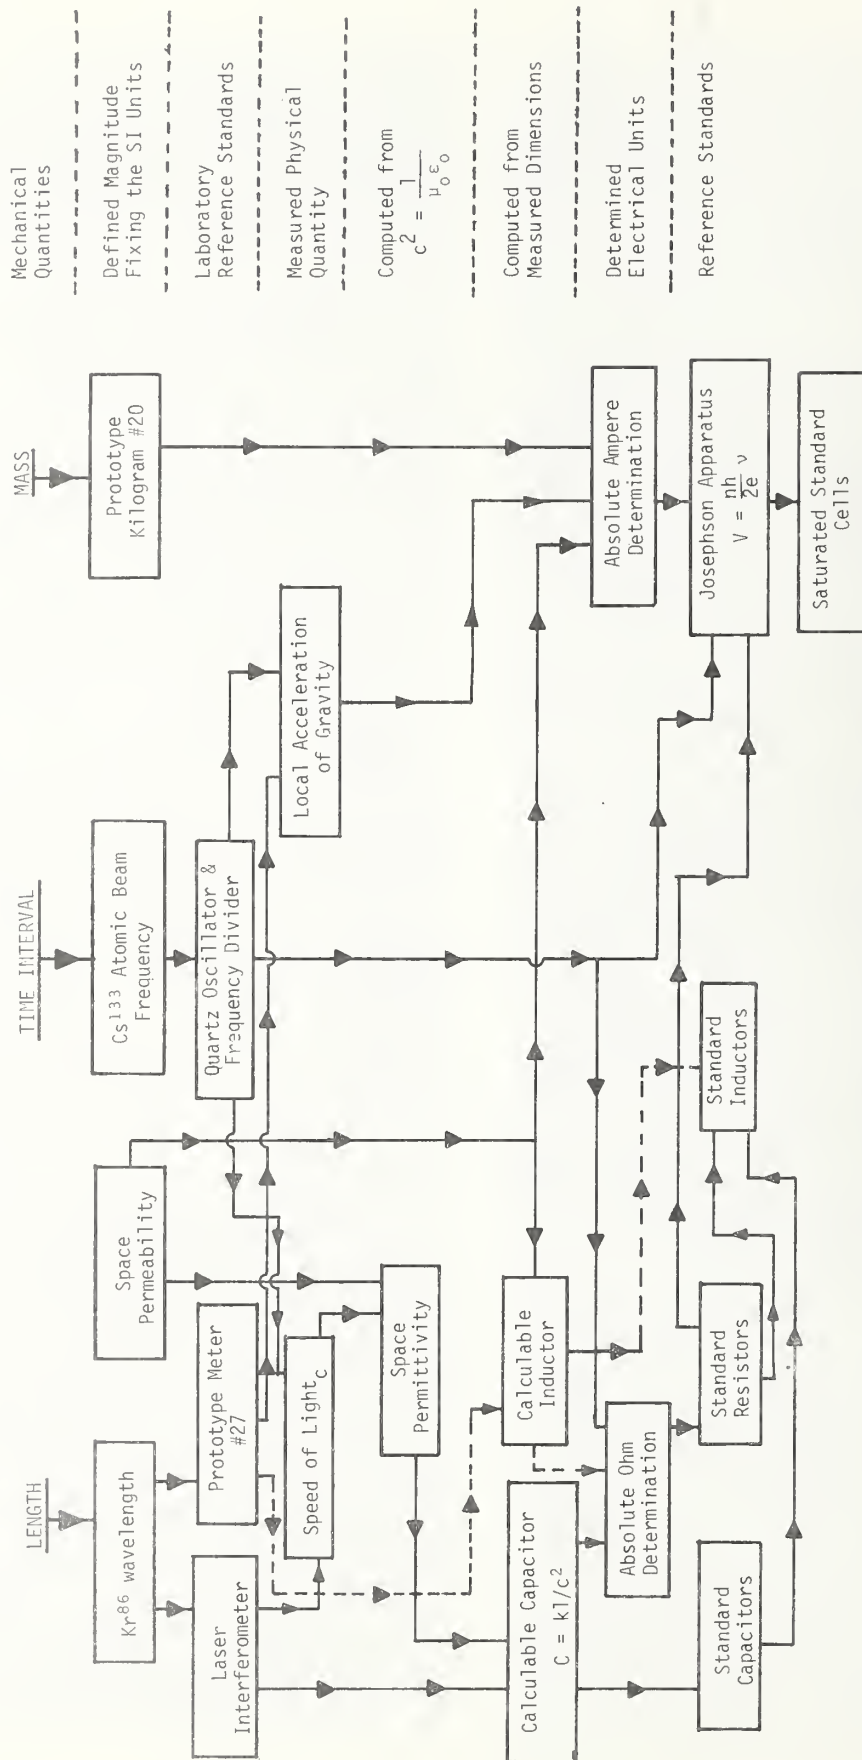 LENGTH
TIME INTERVAL
MASS
Mechanical
Quantities
Kr86 wavelength
Space
Permeability
Cs133 Atomic Beam
Frequency
Prototype
Kilogram #20
Defined Magnitude
Fixing the SI Units
Laser
Interferometer
Prototype Meter
#27
Quartz Oscillator &
Frequency Divider
Laboratory
Reference Standards
Speed of Light c
Local Acceleration
of Gravity
Measured Physical
Quantity
Space
Permittivity
Computed from
c² = 1/μ₀ε₀
Calculable Capacitor
C = kl/c²
Calculable
Inductor
Computed from
Measured Dimensions
Absolute Ohm
Determination
Absolute Ampere
Determination
Determined
Electrical Units
Standard
Capacitors
Standard
Resistors
Standard
Inductors
Josephson Apparatus
V = nh/2e ν
Reference Standards
Saturated Standard
Cells